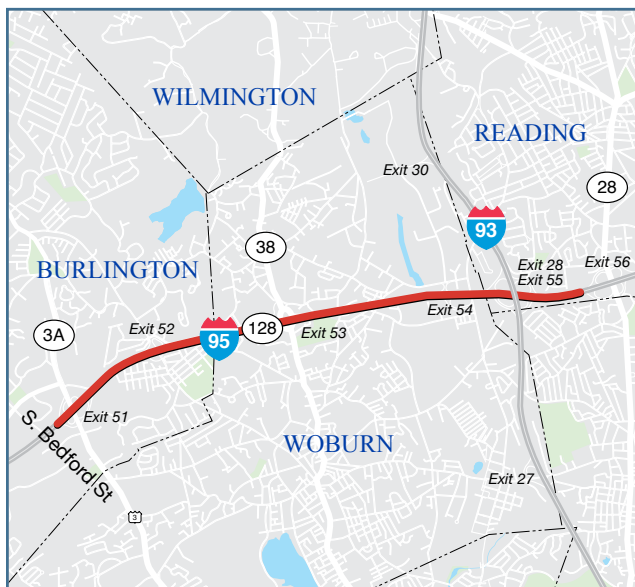 WILMINGTON
READING
Exit 30
28
93
38
Exit 28
Exit 55
Exit 56
BURLINGTON
3A
Exit 52
95
128
Exit 53
Exit 54
Exit 51
S. Bedford St
WOBURN
Exit 27
3